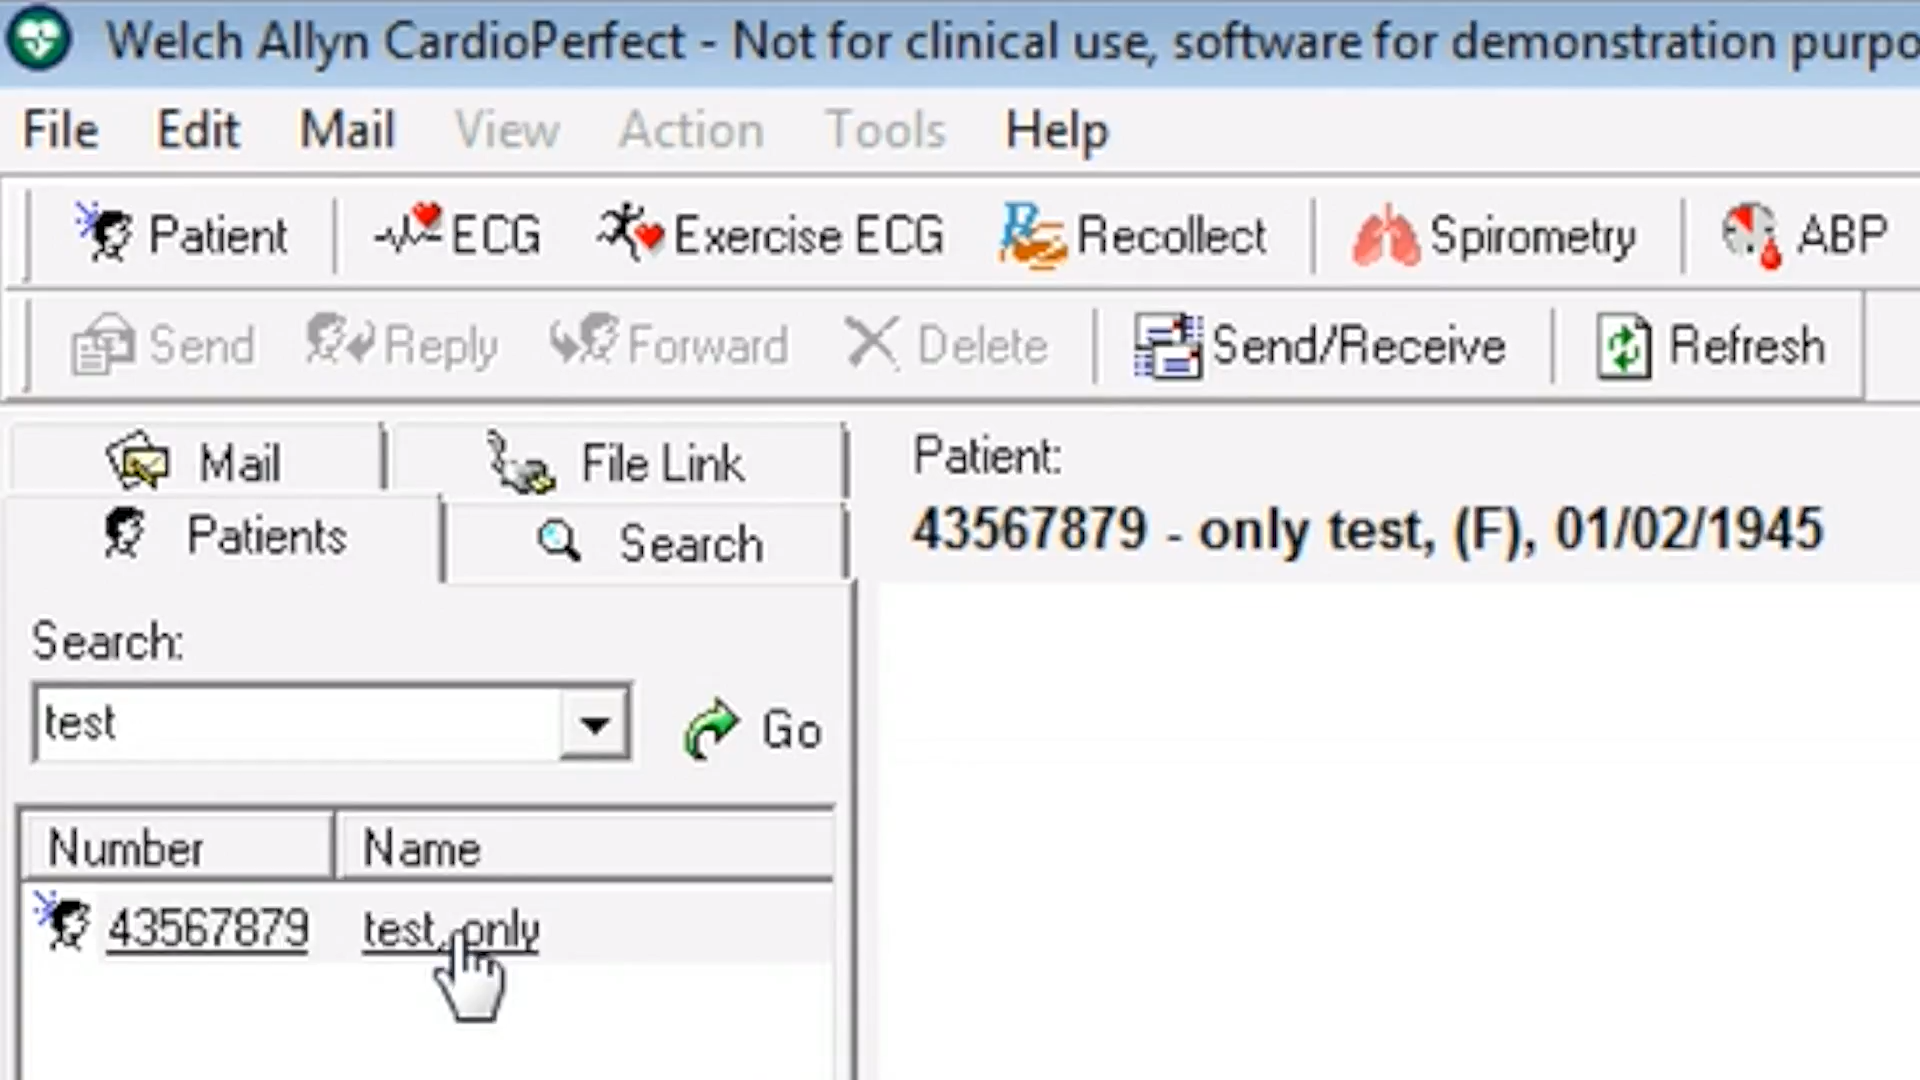 Welch Allyn CardioPerfect - Not for clinical use, software for demonstration purpo
File Edit Mail View Action Tools Help
Patient ECG Exercise ECG Recollect Spirometry ABP
Send Reply Forward Delete Send/Receive Refresh
Mail File Link
Patients Search
Search:
test Go
Number Name
43567879 test, only
Patient:
43567879 - only test, (F), 01/02/1945